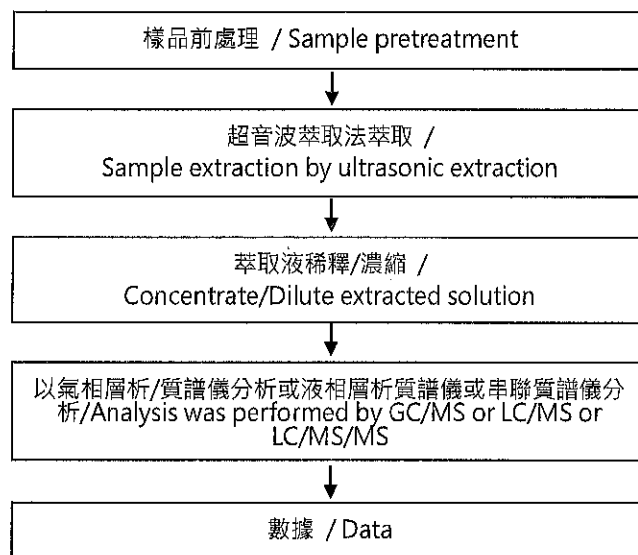 樣品前處理 / Sample pretreatment
超音波萃取法萃取 /
Sample extraction by ultrasonic extraction
萃取液稀釋/濃縮 /
Concentrate/Dilute extracted solution
以氣相層析/質譜儀分析或液相層析質譜儀或串聯質譜儀分
析/Analysis was performed by GC/MS or LC/MS or
LC/MS/MS
數據 / Data